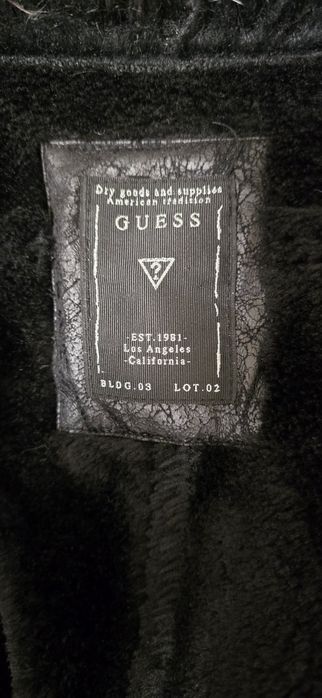 Dry goods and supplies
American tradition
GUESS
?
-EST.1981-
Los Angeles
-California-
BLDG.03 LOT.02